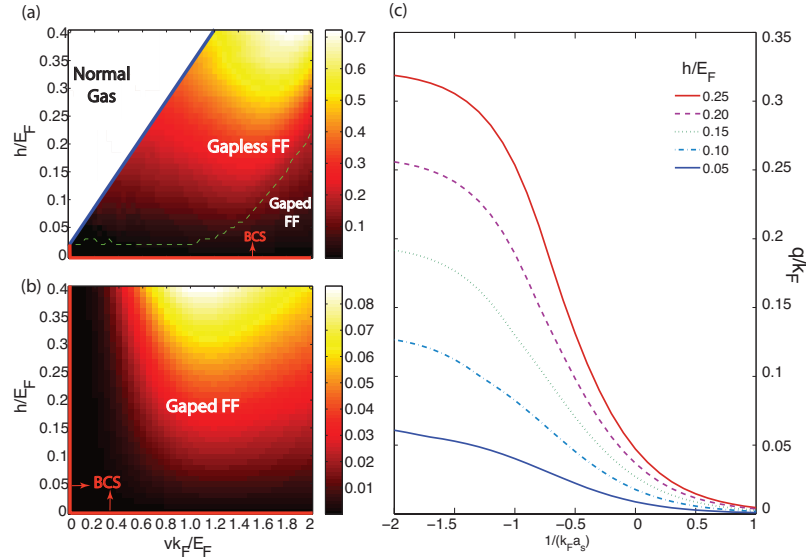 (a)
0.4
0.35
0.3
0.25
0.2
0.15
0.1
0.05
0
h/E_F
Normal
Gas
Gapless FF
Gaped
FF
BCS
0.7
0.6
0.5
0.4
0.3
0.2
0.1
(b)
0.4
0.35
0.3
0.25
0.2
0.15
0.1
0.05
0
h/E_F
Gaped FF
BCS
0 0.2 0.4 0.6 0.8 1 1.2 1.4 1.6 1.8 2
vk_F/E_F
0.08
0.07
0.06
0.05
0.04
0.03
0.02
0.01
(c)
h/E_F
0.25
0.20
0.15
0.10
0.05
0.35
0.3
0.25
0.2
0.15
0.1
0.05
0
q/k_F
−2 −1.5 −1 −0.5 0 0.5 1
1/(k_F a_s)